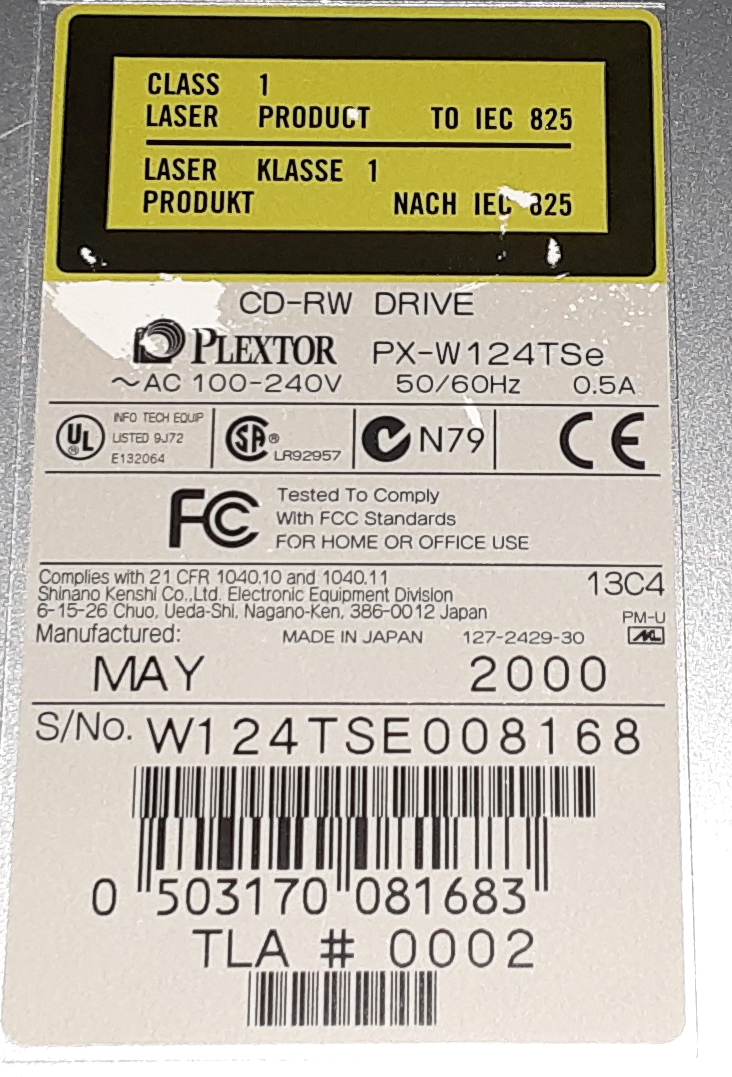 CLASS 1
LASER PRODUCT TO IEC 825
LASER KLASSE 1
PRODUKT NACH IEC 825
CD-RW DRIVE
PLEXTOR PX-W124TSe
~AC 100-240V 50/60Hz 0.5A
UL ® INFO TECH EQUIP
LISTED 9J72
E132064
SA ® LR92957
N79
CE
FC Tested To Comply
With FCC Standards
FOR HOME OR OFFICE USE
Complies with 21 CFR 1040.10 and 1040.11 13C4
Shinano Kenshi Co.,Ltd. Electronic Equipment Division
6-15-26 Chuo, Ueda-Shi, Nagano-Ken, 386-0012 Japan PM-U
Manufactured: MADE IN JAPAN 127-2429-30
MAY 2000
S/No. W124TSE008168
0 503170 081683
TLA # 0002